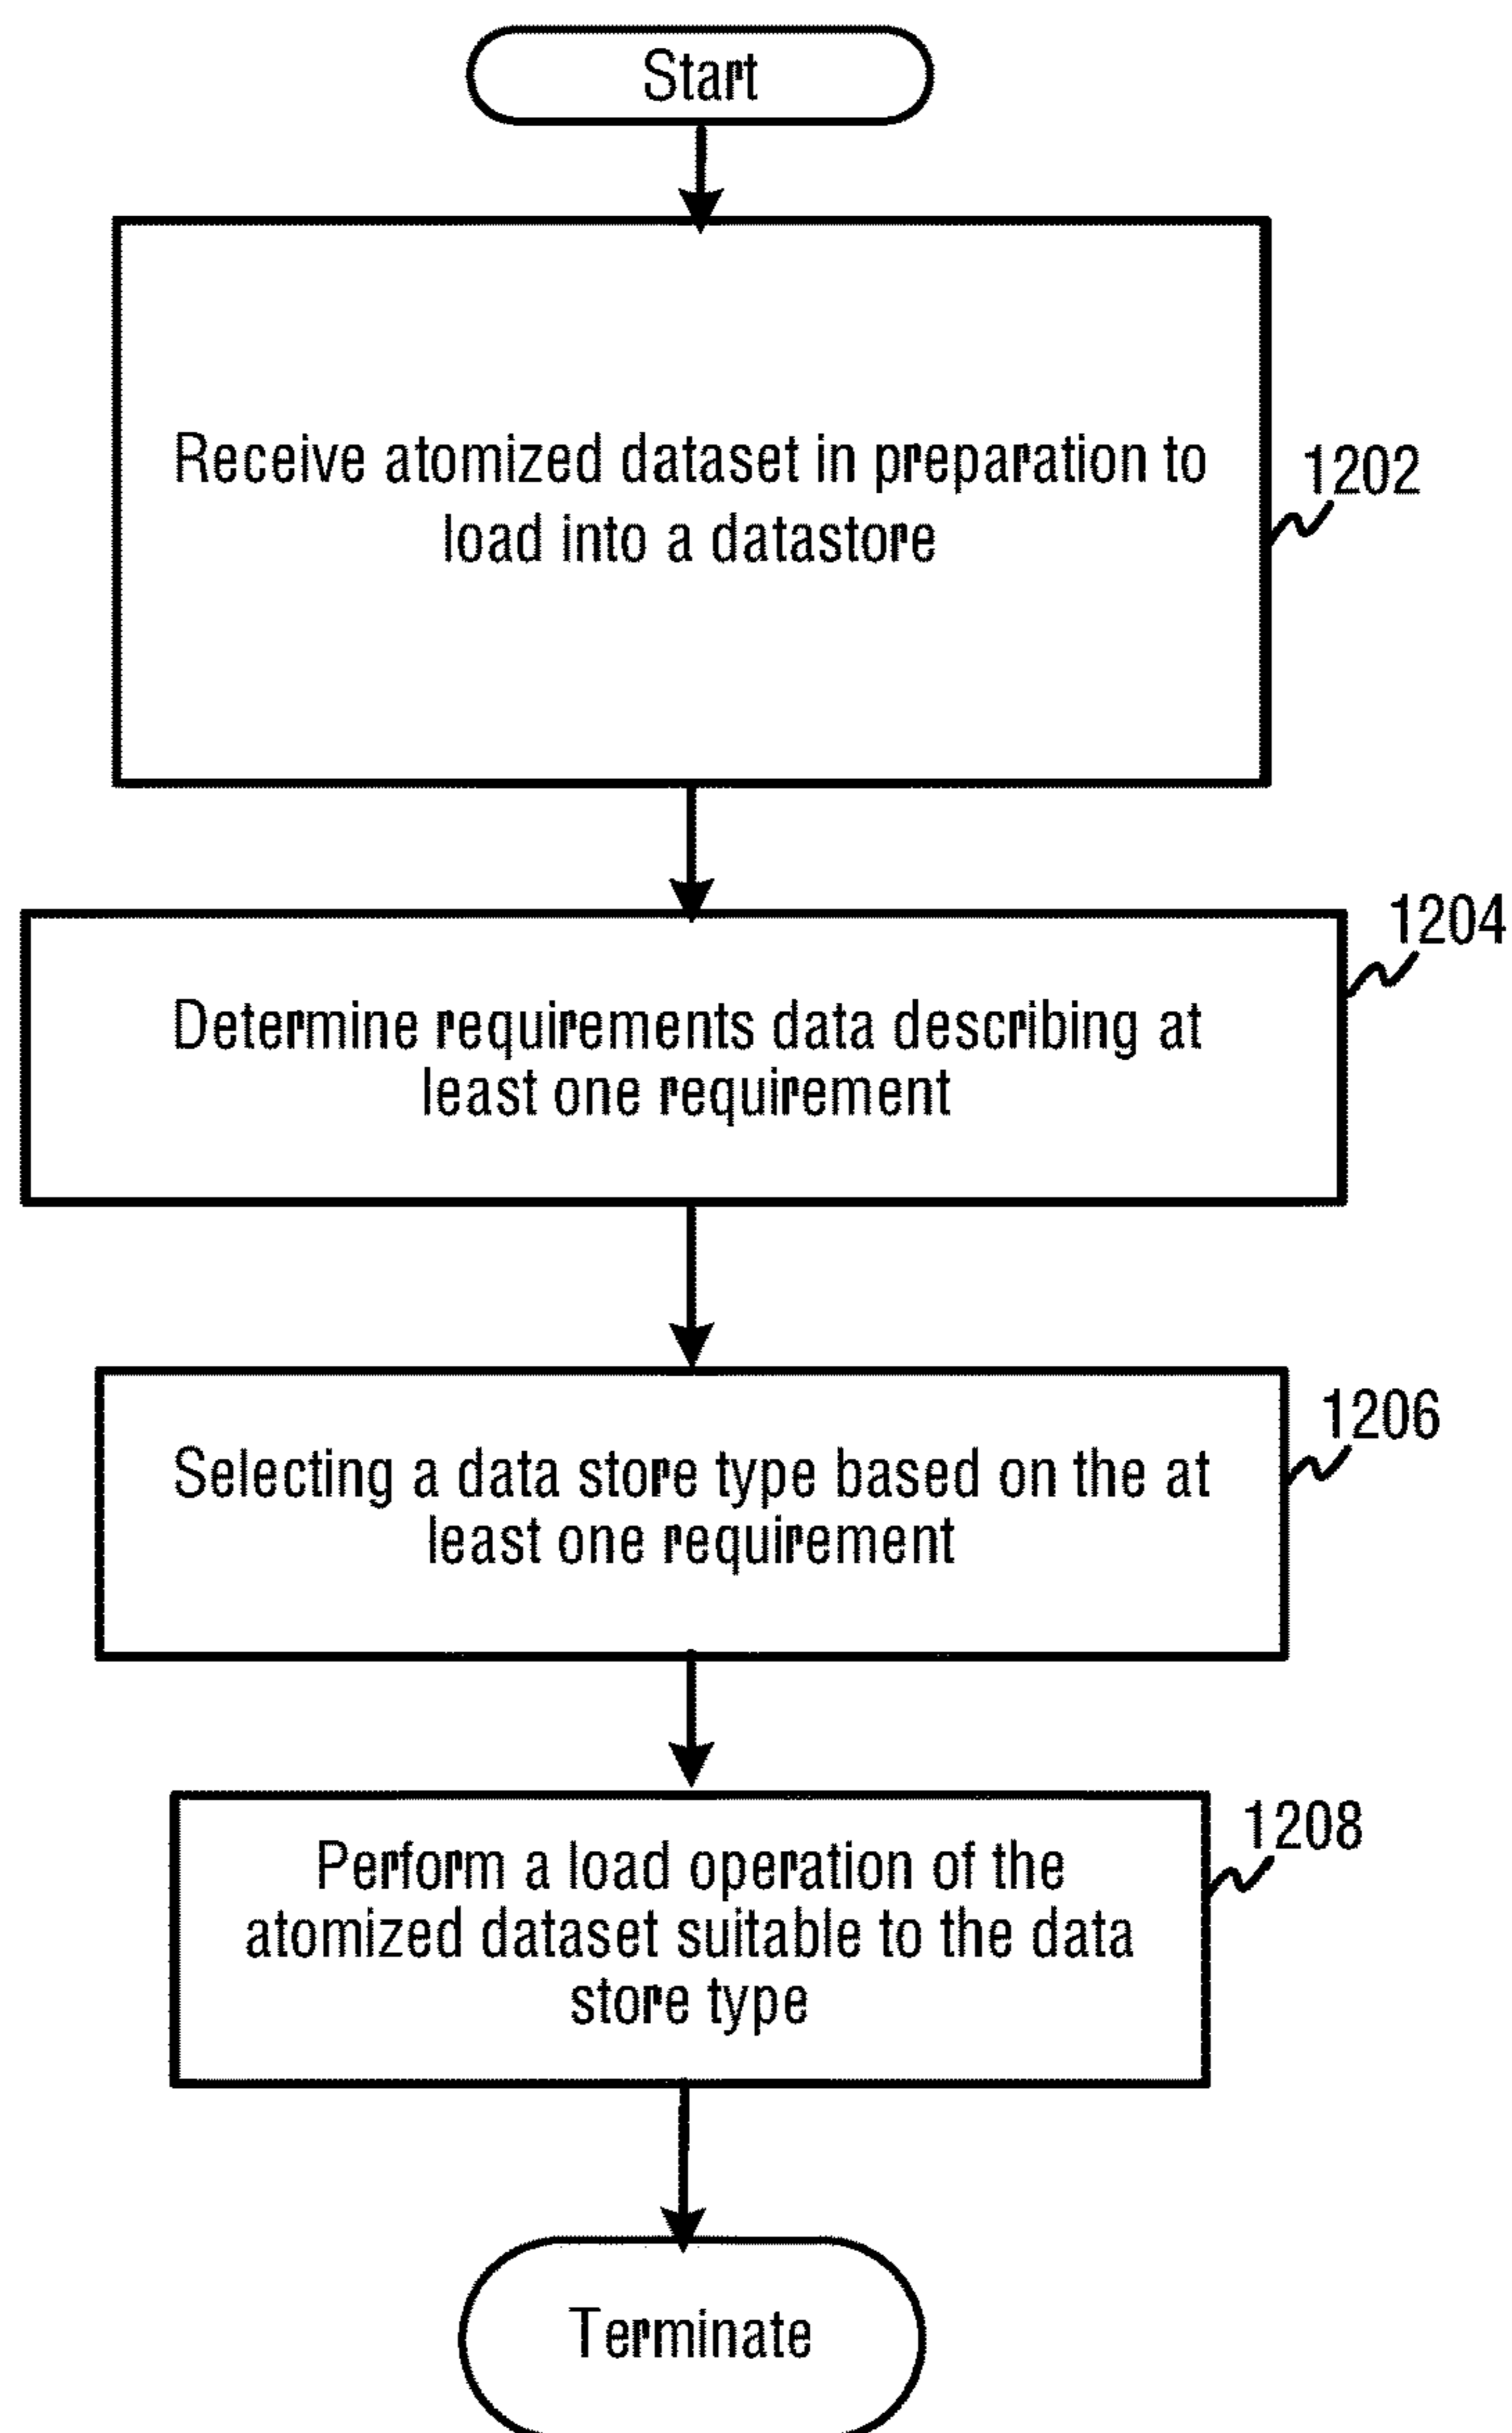 Start
Receive atomized dataset in preparation to
load into a datastore
1202
Determine requirements data describing at
least one requirement
1204
Selecting a data store type based on the at
least one requirement
1206
Perform a load operation of the
atomized dataset suitable to the data
store type
1208
Terminate